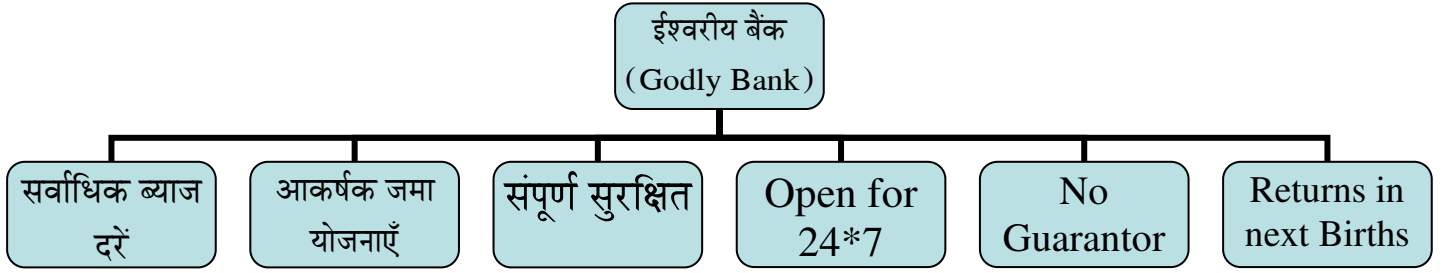 ईश्वरीय बैंक
(Godly Bank)
सर्वाधिक ब्याज
दरें
आकर्षक जमा
योजनाएँ
संपूर्ण सुरक्षित
Open for
24*7
No
Guarantor
Returns in
next Births